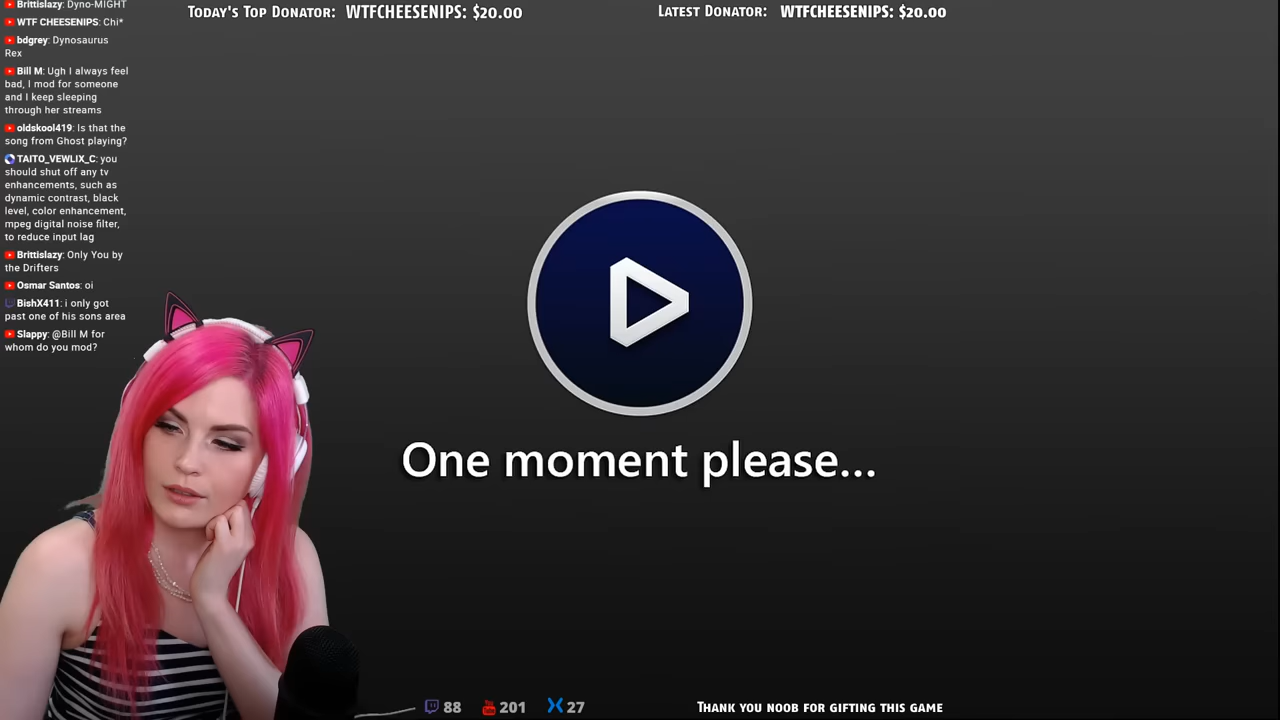 Today's Top Donator: WTFCHEESENIPS: $20.00
Latest Donator: WTFCHEESENIPS: $20.00
Brittislazy: Dyno-MIGHT
WTF CHEESENIPS: Chi*
bdgrey: Dynosaurus
Rex
Bill M: Ugh I always feel
bad, I mod for someone
and I keep sleeping
through her streams
oldskool419: Is that the
song from Ghost playing?
TAITO_VEWLIX_C: you
should shut off any tv
enhancements, such as
dynamic contrast, black
level, color enhancement,
mpeg digital noise filter,
to reduce input lag
Brittislazy: Only You by
the Drifters
Osmar Santos: oi
BishX411: i only got
past one of his sons area
Slappy: @Bill M for
whom do you mod?
One moment please...
88 201 27
Thank you noob for gifting this game